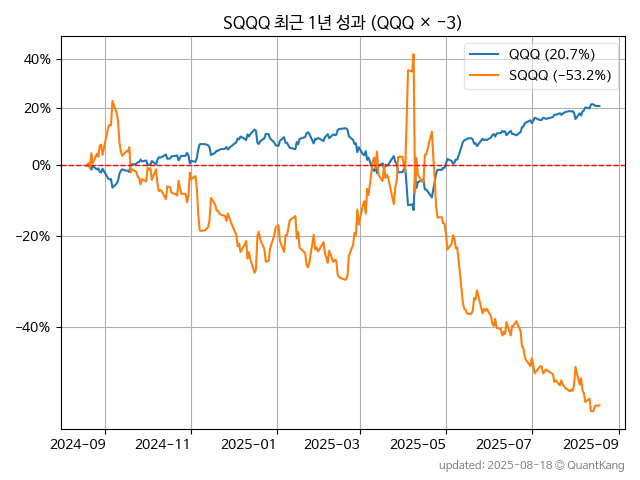 SQQQ 최근 1년 성과 (QQQ × −3)
QQQ (20.7%)
SQQQ (−53.2%)
40%
20%
0%
−20%
−40%
2024-09 2024-11 2025-01 2025-03 2025-05 2025-07 2025-09
updated: 2025-08-18 © QuantKang